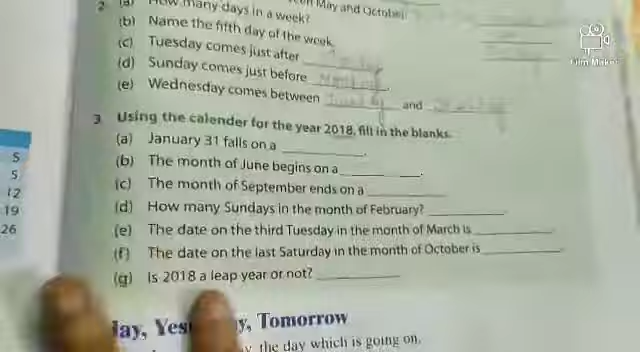 May and October
2 (a) How many days in a week?
(b) Name the fifth day of the week.
(c) Tuesday comes just after
(d) Sunday comes just before
(e) Wednesday comes between and
3 Using the calender for the year 2018, fill in the blanks.
(a) January 31 falls on a
(b) The month of June begins on a
(c) The month of September ends on a
(d) How many Sundays in the month of February?
(e) The date on the third Tuesday in the month of March is
(f) The date on the last Saturday in the month of October is
(g) Is 2018 a leap year or not?
5
5
12
19
26
Tomorrow
the day which is going on.
Film Maker